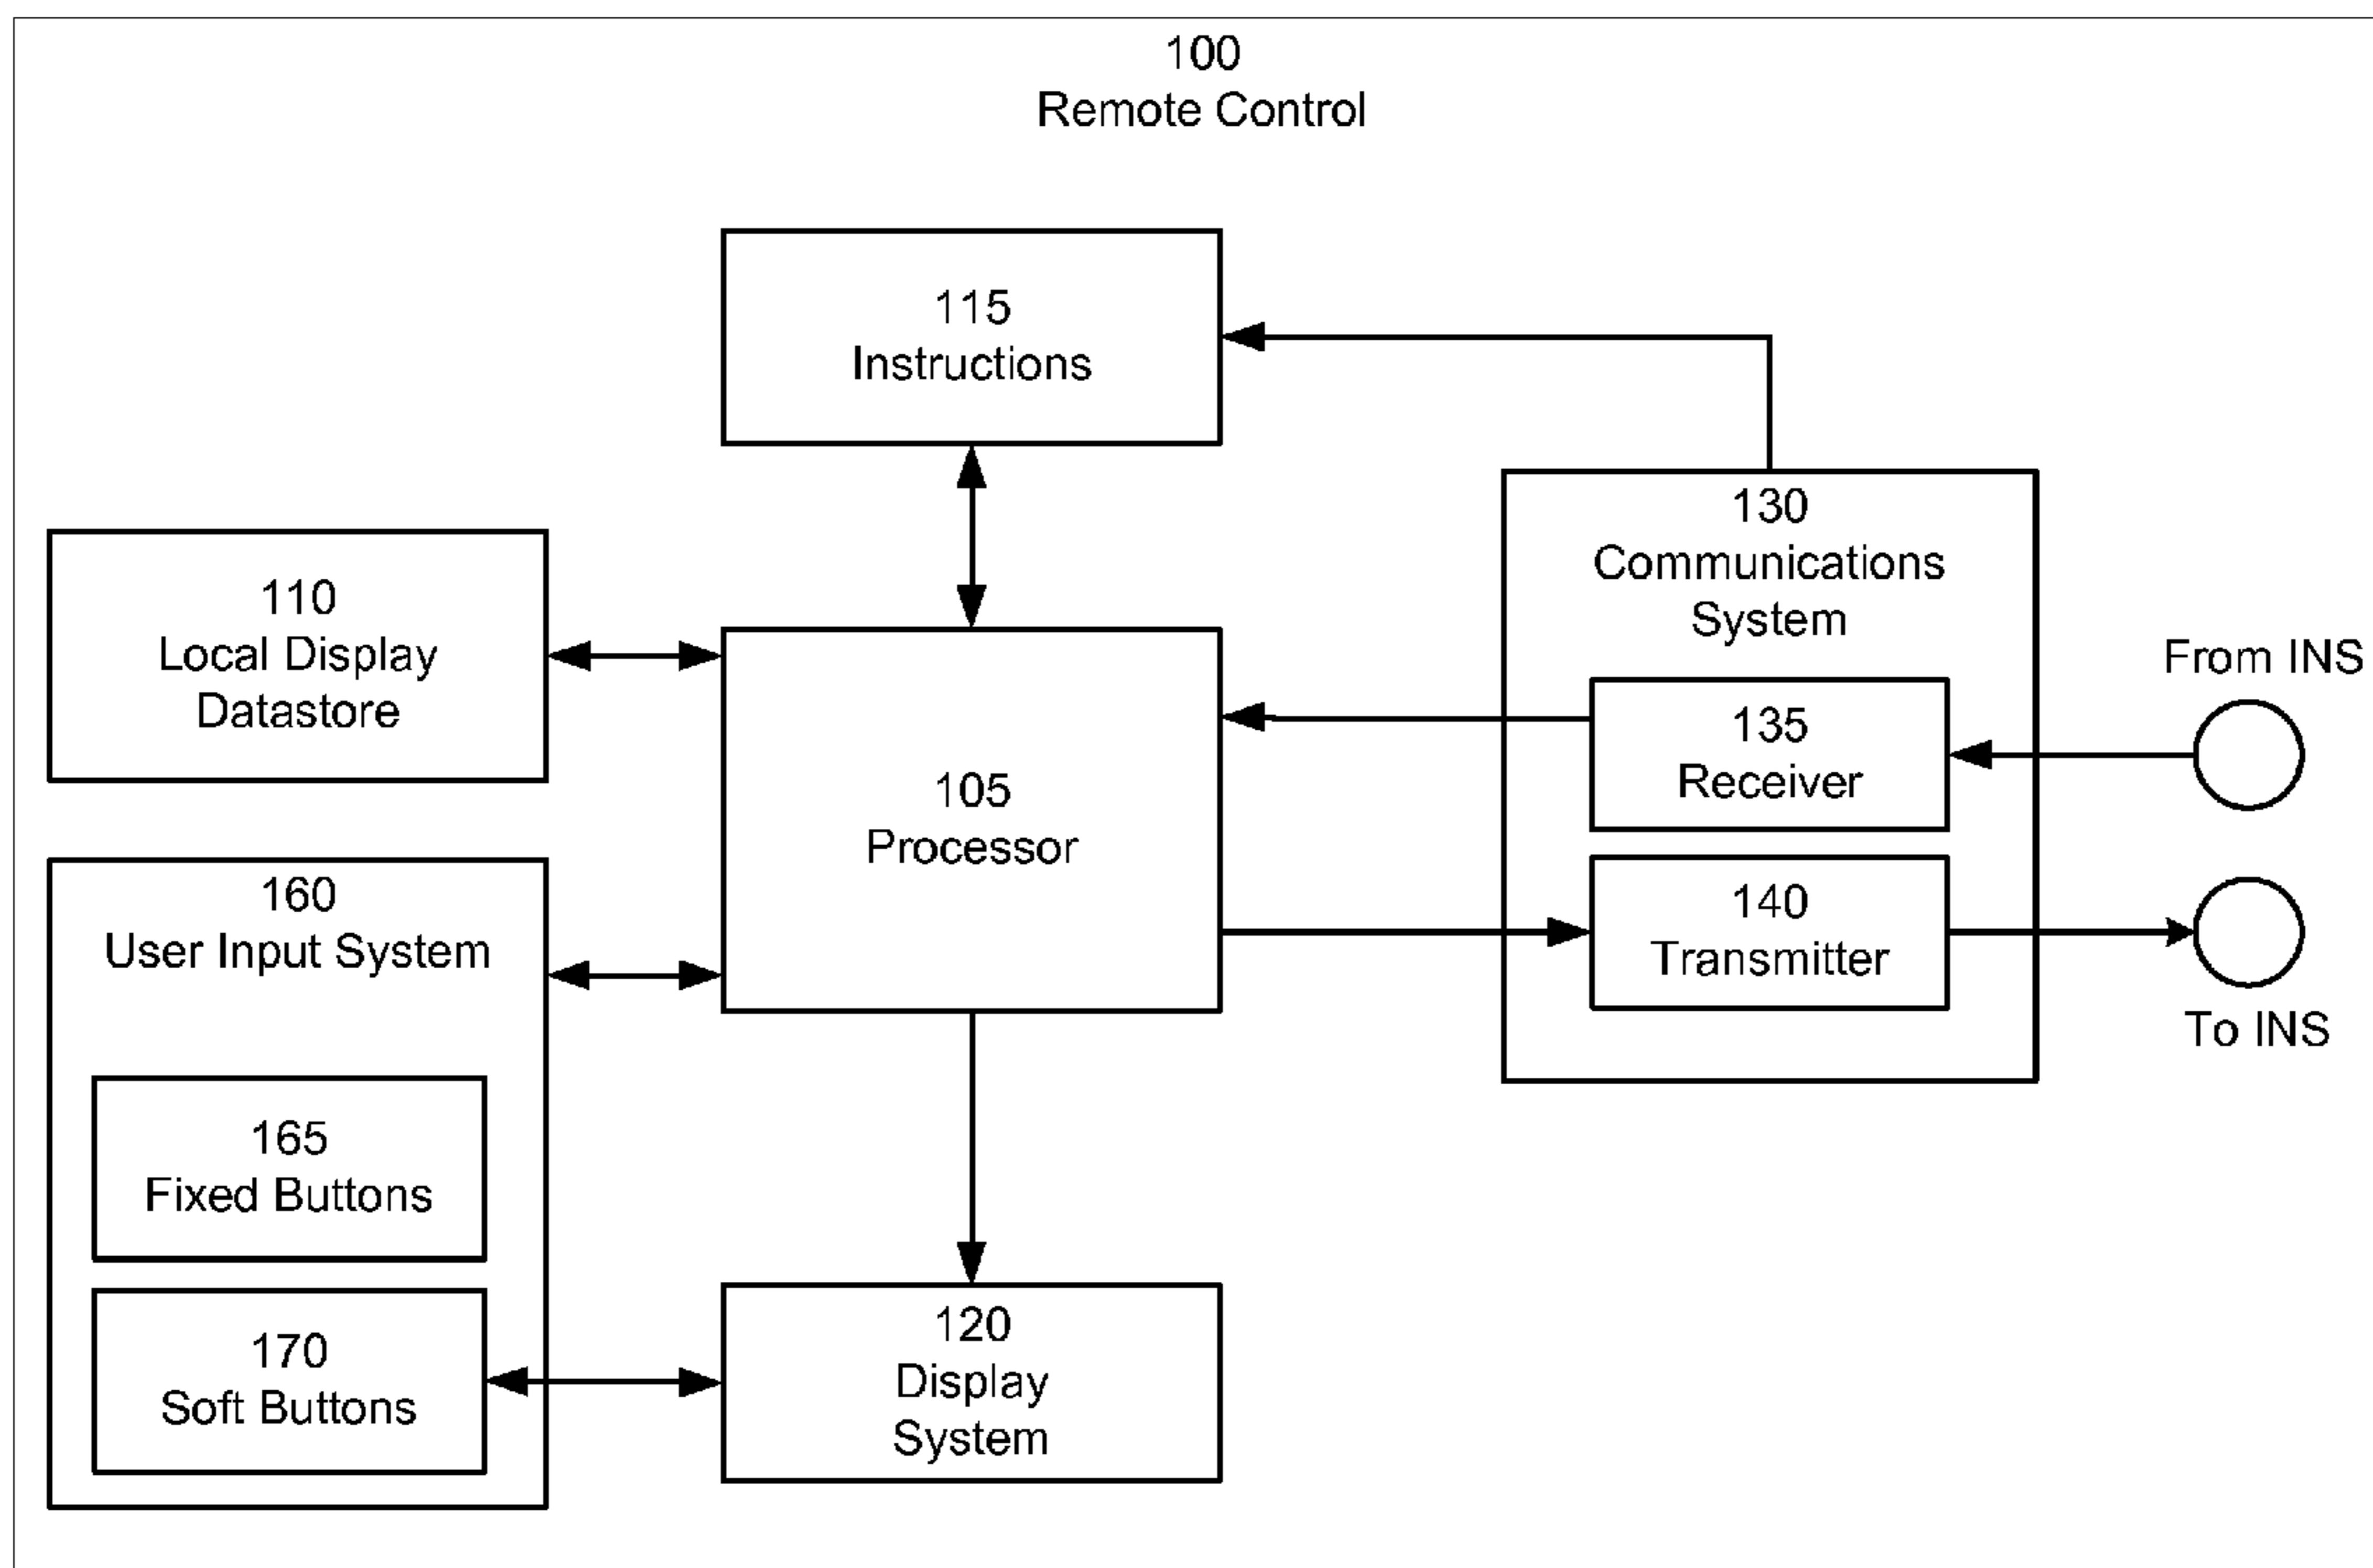 100
Remote Control
115
Instructions
130
Communications
System
110
Local Display
Datastore
From INS
135
Receiver
105
Processor
160
User Input System
140
Transmitter
To INS
165
Fixed Buttons
170
Soft Buttons
120
Display
System